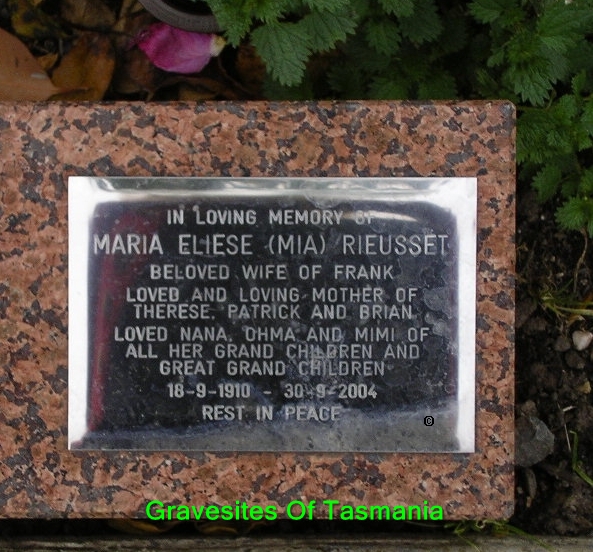 IN LOVING MEMORY OF
MARIA ELIESE (MIA) RIEUSSET
BELOVED WIFE OF FRANK
LOVED AND LOVING MOTHER OF
THERESE, PATRICK AND BRIAN
LOVED NANA, OHMA AND MIMI OF
ALL HER GRAND CHILDREN AND
GREAT GRAND CHILDREN
18-9-1910 - 30-9-2004
REST IN PEACE
©
Gravesites Of Tasmania